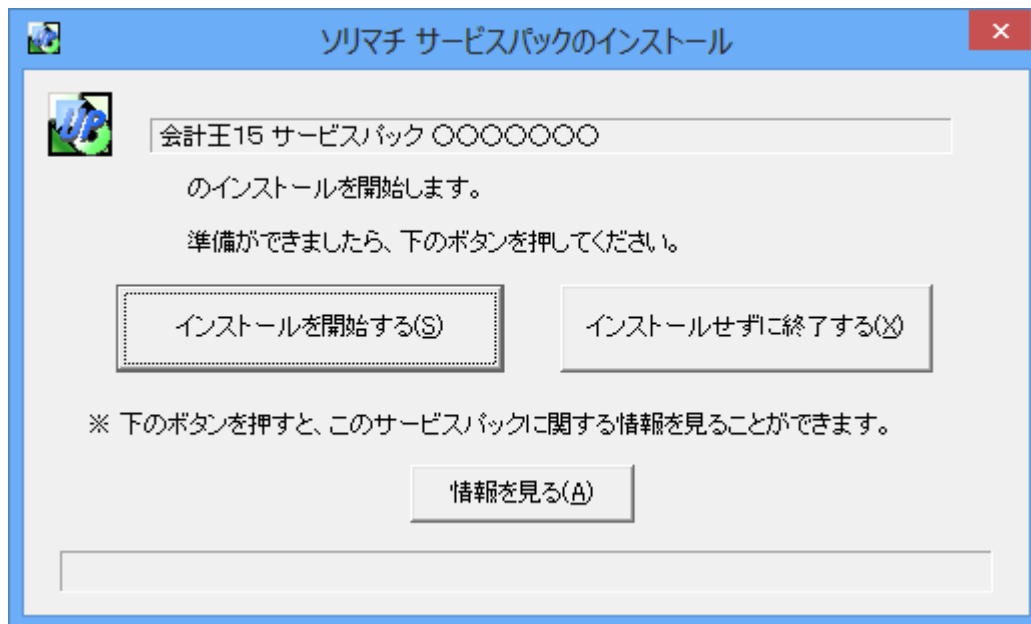 ソリマチ サービスパックのインストール
UP
会計王15 サービスパック 〇〇〇〇〇〇〇
のインストールを開始します。
準備ができましたら、下のボタンを押してください。
インストールを開始する(S) インストールせずに終了する(X)
※ 下のボタンを押すと、このサービスパックに関する情報を見ることができます。
情報を見る(A)